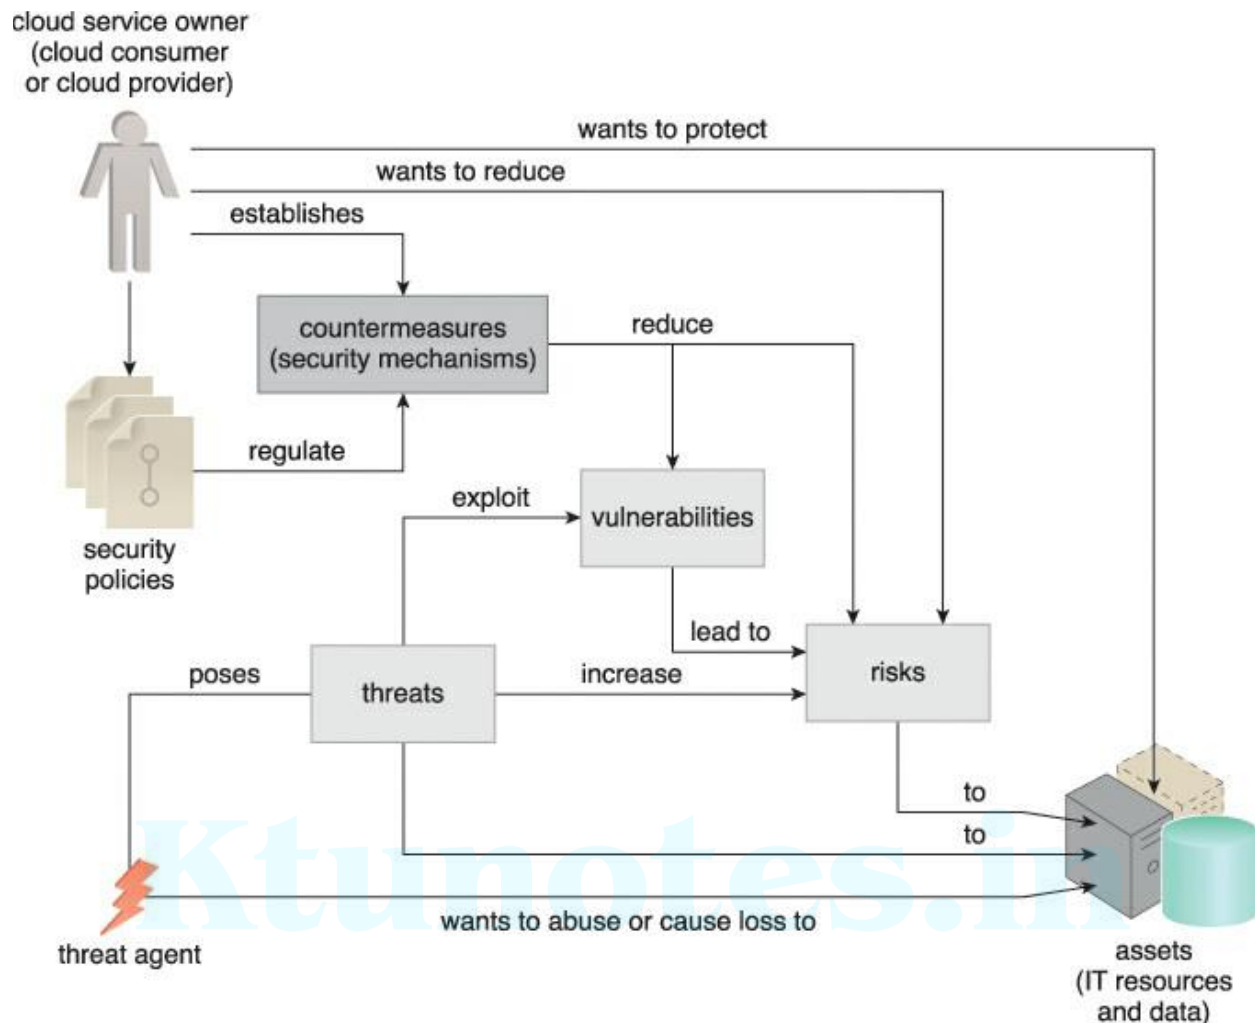 cloud service owner
(cloud consumer
or cloud provider)
wants to protect
wants to reduce
establishes
countermeasures
(security mechanisms)
reduce
regulate
security
policies
exploit
vulnerabilities
lead to
poses
threats
increase
risks
to
to
Ktunotes.in
wants to abuse or cause loss to
threat agent
assets
(IT resources
and data)